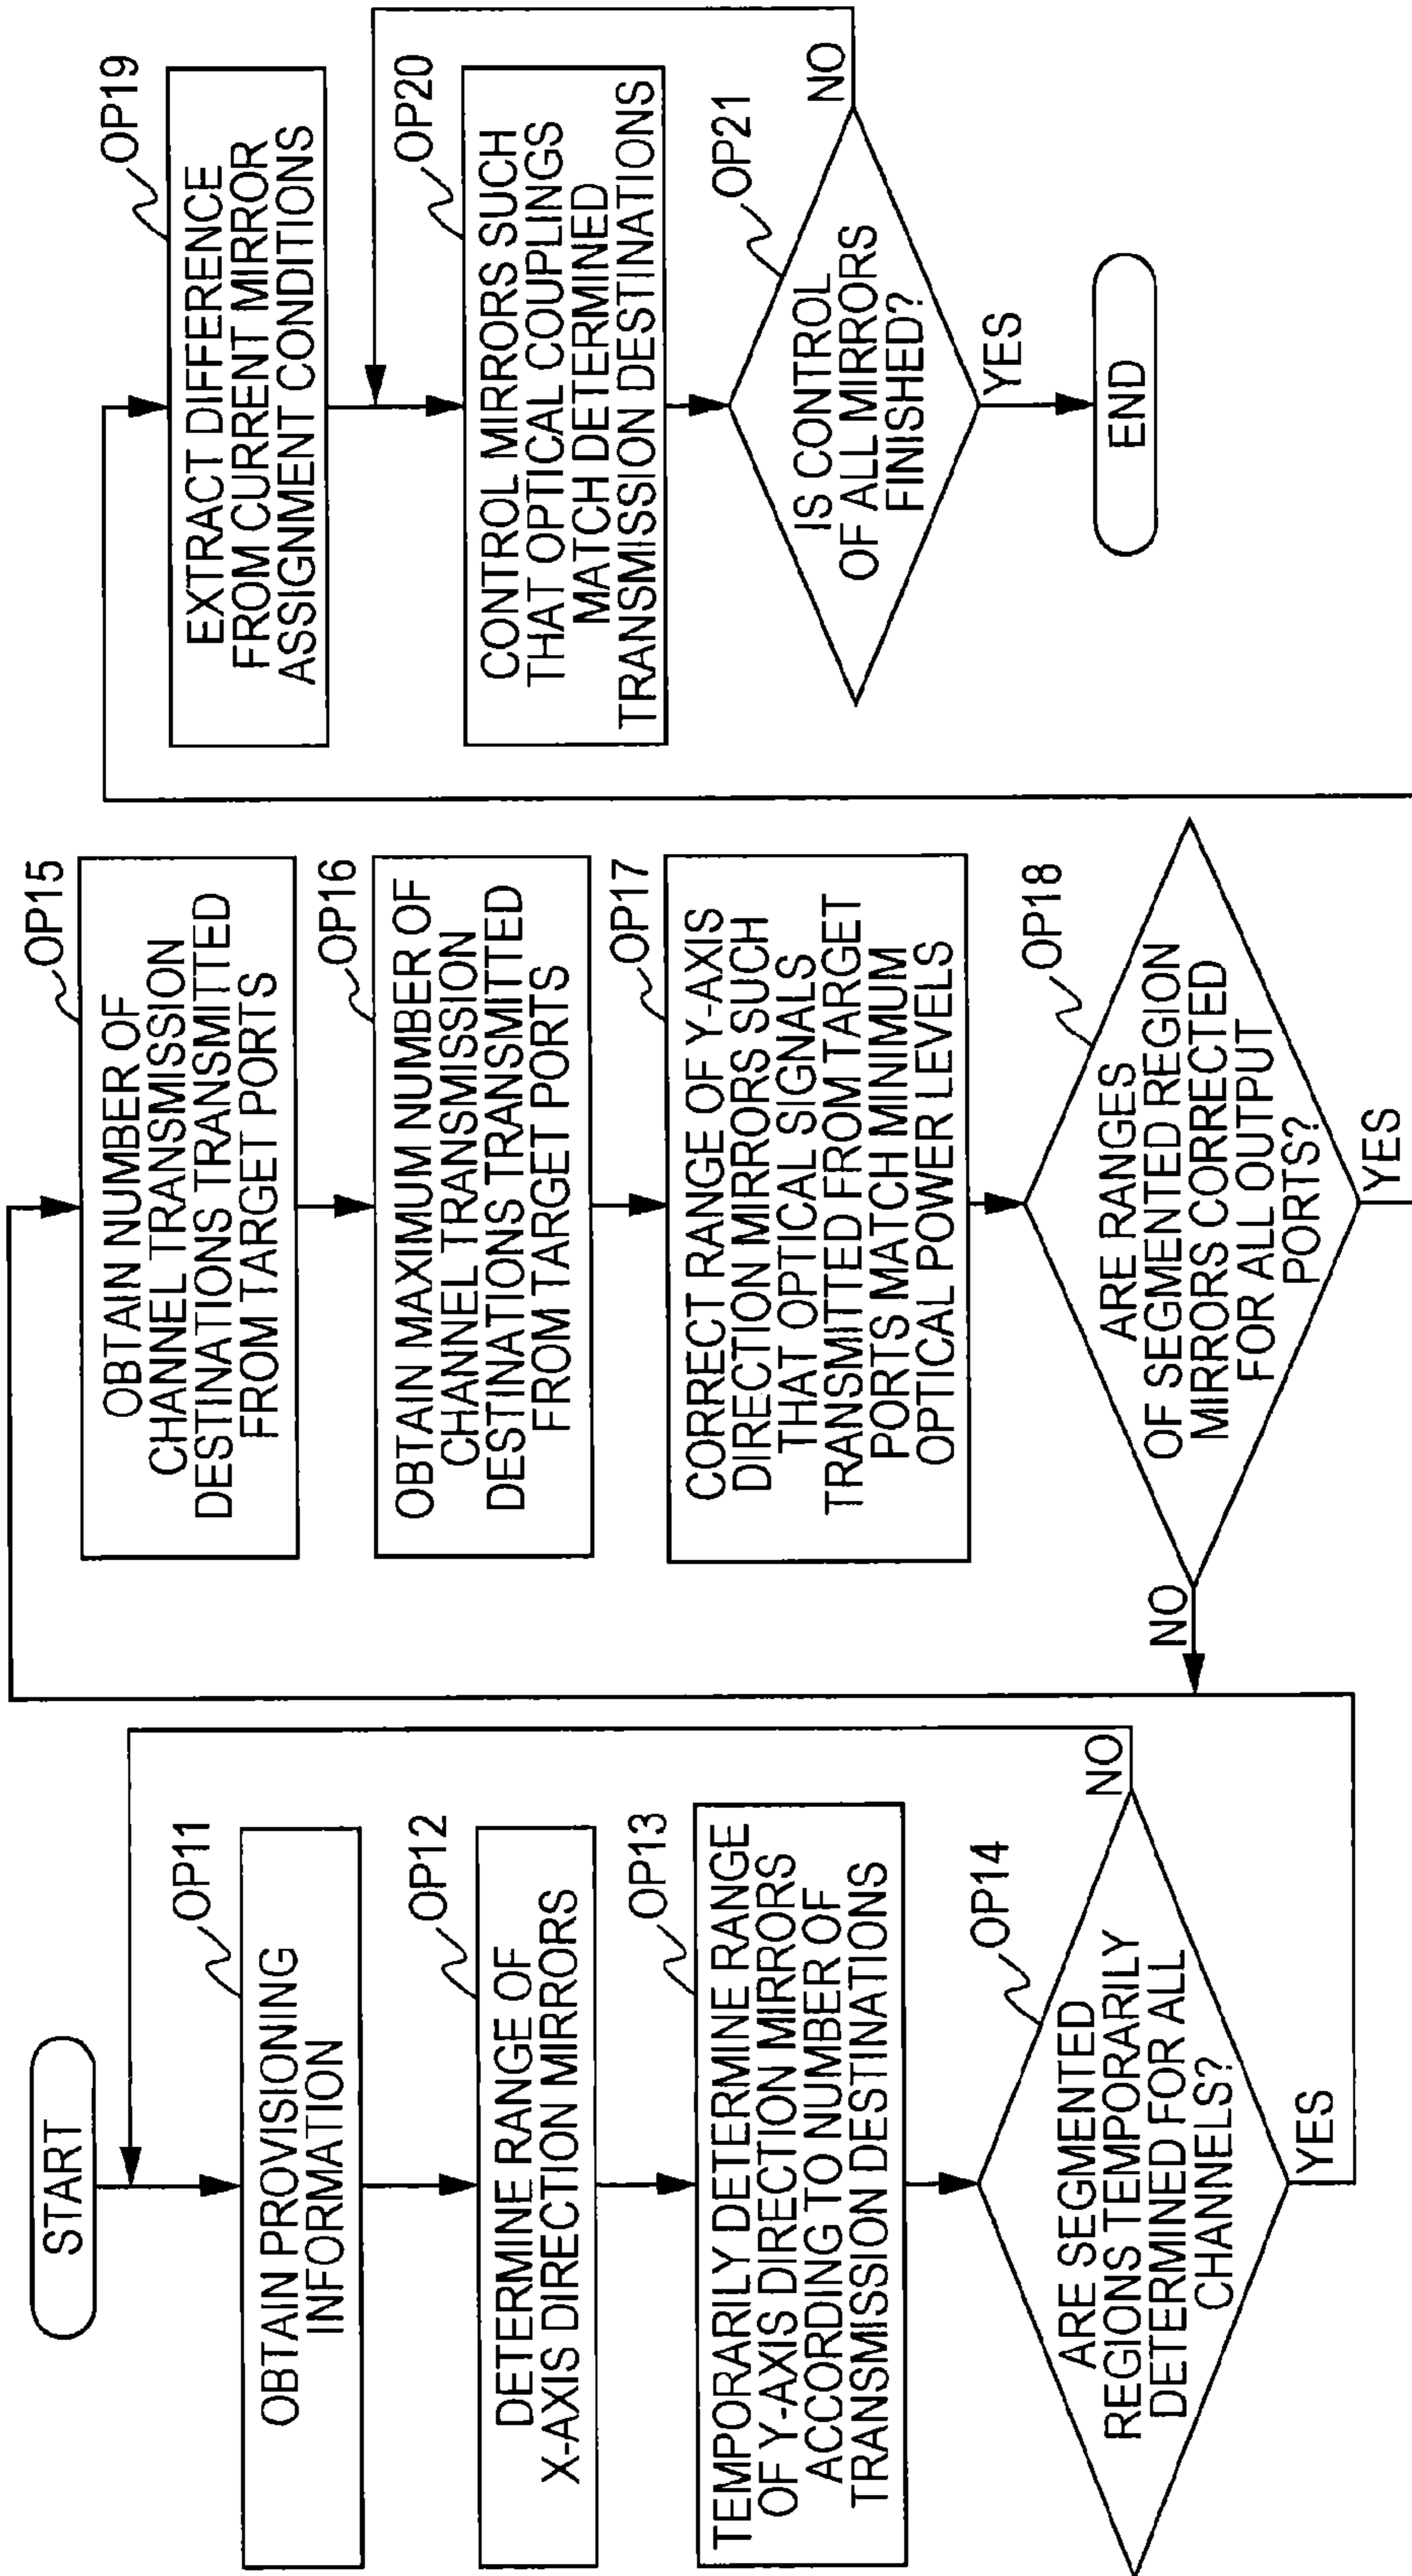 START
OP11
OBTAIN PROVISIONING
INFORMATION
OP12
DETERMINE RANGE OF
X-AXIS DIRECTION MIRRORS
OP13
TEMPORARILY DETERMINE RANGE
OF Y-AXIS DIRECTION MIRRORS
ACCORDING TO NUMBER OF
TRANSMISSION DESTINATIONS
OP14
ARE SEGMENTED
REGIONS TEMPORARILY
DETERMINED FOR ALL
CHANNELS?
NO
YES
OP15
OBTAIN NUMBER OF
CHANNEL TRANSMISSION
DESTINATIONS TRANSMITTED
FROM TARGET PORTS
OP16
OBTAIN MAXIMUM NUMBER OF
CHANNEL TRANSMISSION
DESTINATIONS TRANSMITTED
FROM TARGET PORTS
OP17
CORRECT RANGE OF Y-AXIS
DIRECTION MIRRORS SUCH
THAT OPTICAL SIGNALS
TRANSMITTED FROM TARGET
PORTS MATCH MINIMUM
OPTICAL POWER LEVELS
OP18
ARE RANGES
OF SEGMENTED REGION
MIRRORS CORRECTED
FOR ALL OUTPUT
PORTS?
NO
YES
OP19
EXTRACT DIFFERENCE
FROM CURRENT MIRROR
ASSIGNMENT CONDITIONS
OP20
CONTROL MIRRORS SUCH
THAT OPTICAL COUPLINGS
MATCH DETERMINED
TRANSMISSION DESTINATIONS
OP21
IS CONTROL
OF ALL MIRRORS
FINISHED?
NO
YES
END